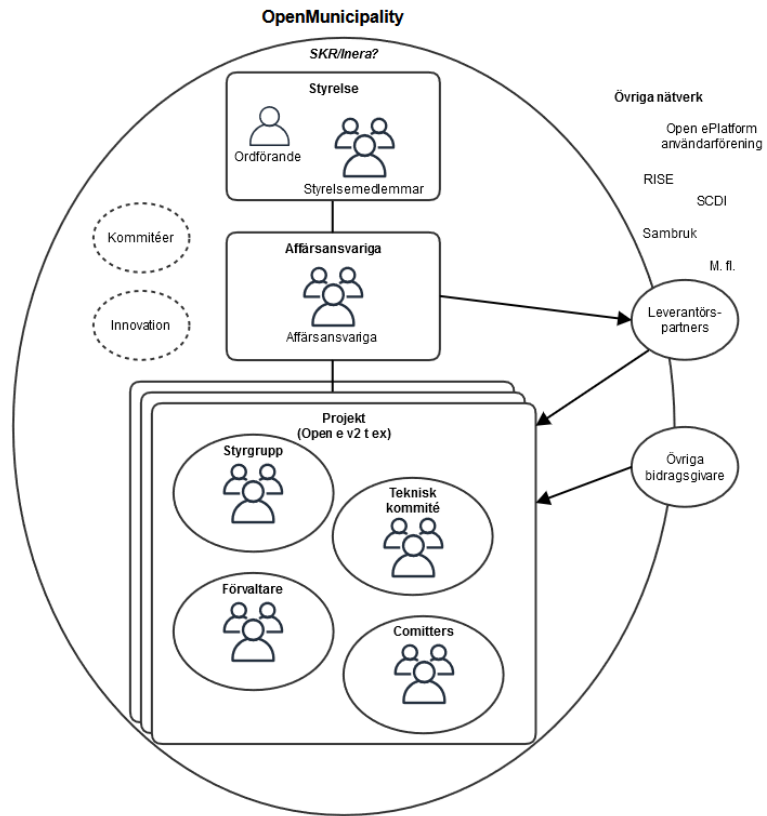 OpenMunicipality
SKR/Inera?
Styrelse
Ordförande
Styrelsemedlemmar
Övriga nätverk
Open ePlatform
användarförening
RISE
SCDI
Sambruk
M. fl.
Kommitéer
Innovation
Affärsansvariga
Affärsansvariga
Leverantörs-
partners
Projekt
(Open e v2 t ex)
Styrgrupp
Teknisk
kommité
Förvaltare
Comitters
Övriga
bidragsgivare